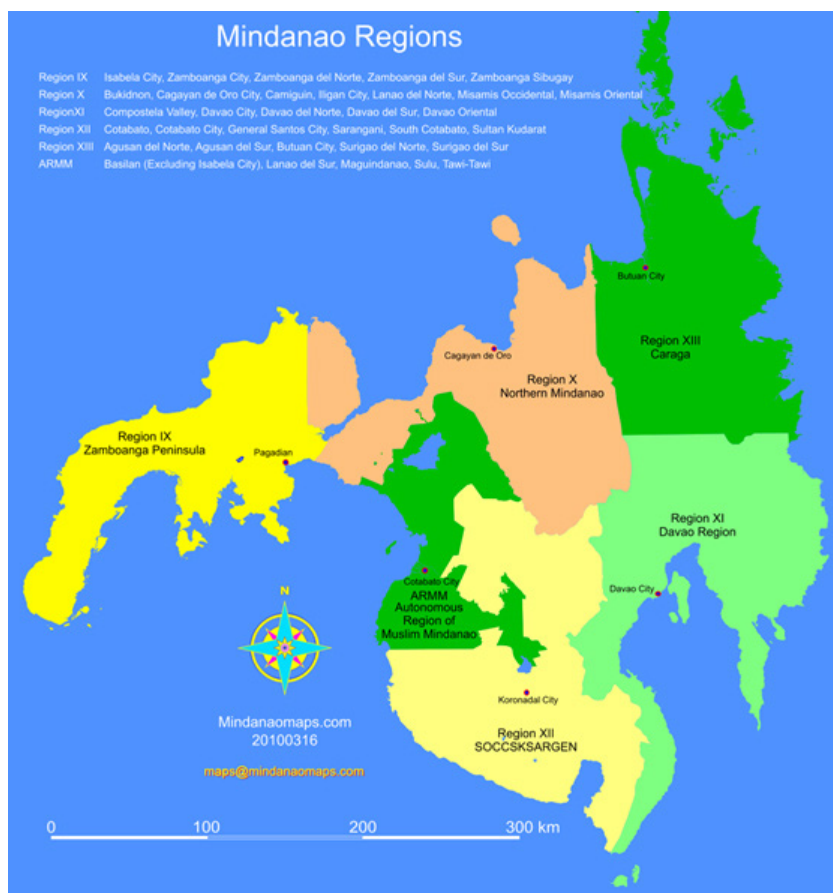 Mindanao Regions
Region IX Isabela City, Zamboanga City, Zamboanga del Norte, Zamboanga del Sur, Zamboanga Sibugay
Region X Bukidnon, Cagayan de Oro City, Camiguin, Iligan City, Lanao del Norte, Misamis Occidental, Misamis Oriental
RegionXI Compostela Valley, Davao City, Davao del Norte, Davao del Sur, Davao Oriental
Region XII Cotabato, Cotabato City, General Santos City, Sarangani, South Cotabato, Sultan Kudarat
Region XIII Agusan del Norte, Agusan del Sur, Butuan City, Surigao del Norte, Surigao del Sur
ARMM Basilan (Excluding Isabela City), Lanao del Sur, Maguindanao, Sulu, Tawi-Tawi
Butuan City
Region XIII
Caraga
Cagayan de Oro
Region X
Northern Mindanao
Region IX
Zamboanga Peninsula
Pagadian
Region XI
Davao Region
Cotabato City
Davao City
ARMM
Autonomous
Region of
Muslim Mindanao
N
Koronadal City
Region XII
SOCCSKSARGEN
Mindanaomaps.com
20100316
maps@mindanaomaps.com
0 100 200 300 km